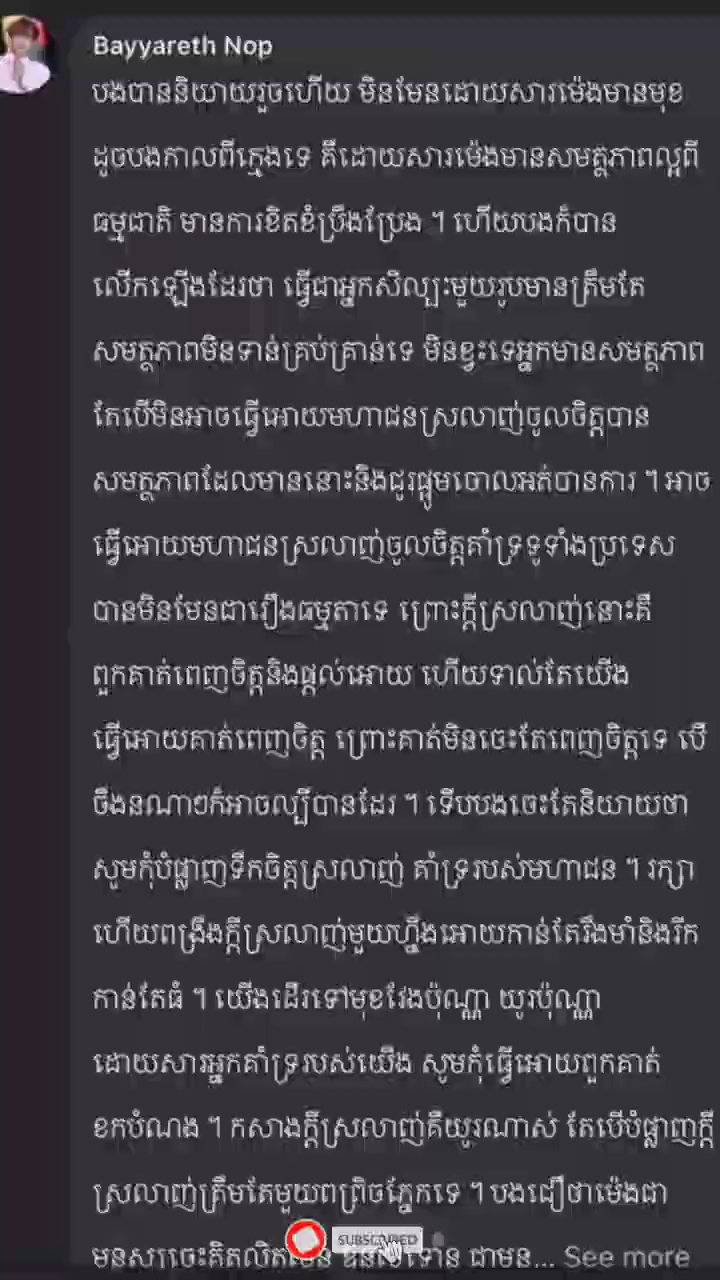 Bayyareth Nop
បងបាននិយាយរួចហើយ មិនមែនដោយសារម៉េងមានមុខ
ដូចបងកាលពីក្មេងទេ គឺដោយសារម៉េងមានសមត្ថភាពល្អពី
ធម្មជាតិ មានការខិតខំប្រឹងប្រែង ។ ហើយបងក៏បាន
លើកឡើងដែរថា ធ្វើជាអ្នកសិល្បះមួយរូបមានត្រឹមតែ
សមត្ថភាពមិនទាន់គ្រប់គ្រាន់ទេ មិនខ្វះទេអ្នកមានសមត្ថភាព
តែបើមិនអាចធ្វើអោយមហាជនស្រលាញ់ចូលចិត្តបាន
សមត្ថភាពដែលមាននោះនិងជូរផ្អូមចោលអត់បានការ ។ អាច
ធ្វើអោយមហាជនស្រលាញ់ចូលចិត្តគាំទ្រទូទាំងប្រទេស
បានមិនមែនជារឿងធម្មតាទេ ព្រោះក្តីស្រលាញ់នោះគឺ
ពួកគាត់ពេញចិត្តនិងផ្តល់អោយ ហើយទាល់តែយើង
ធ្វើអោយគាត់ពេញចិត្ត ព្រោះគាត់មិនចេះតែពេញចិត្តទេ បើ
ចឹងនណាៗក៏អាចល្បីបានដែរ ។ ទើបបងចេះតែនិយាយថា
សូមកុំបំផ្លាញទឹកចិត្តស្រលាញ់ គាំទ្ររបស់មហាជន ។ រក្សា
ហើយពង្រឹងក្តីស្រលាញ់មួយហ្នឹងអោយកាន់តែរឹងមាំនិងរីក
កាន់តែធំ ។ យើងដើរទៅមុខវែងប៉ុណ្ណា យូរប៉ុណ្ណា
ដោយសារអ្នកគាំទ្ររបស់យើង សូមកុំធ្វើអោយពួកគាត់
ខកបំណង ។ កសាងក្តីស្រលាញ់គឺយូរណាស់ តែបើបំផ្លាញក្តី
ស្រលាញ់ត្រឹមតែមួយពព្រិចភ្នែកទេ ។ បងជឿថាម៉េងជា
មនុស្សចេះគិតលិតលែន ជាមន... See more
SUBSCRIBED